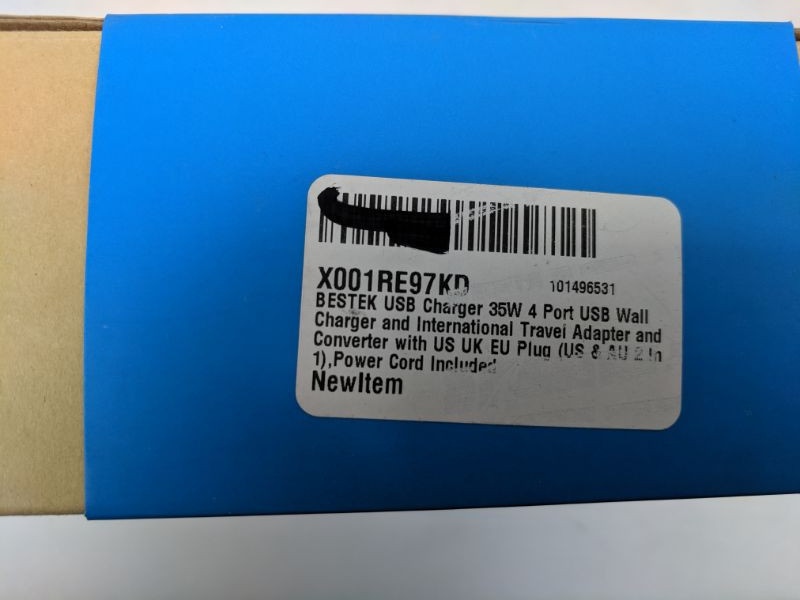 X001RE97KD
101496531
BESTEK USB Charger 35W 4 Port USB Wall
Charger and International Travel Adapter and
Converter with US UK EU Plug (US & AU 2 In
1),Power Cord Included
NewItem